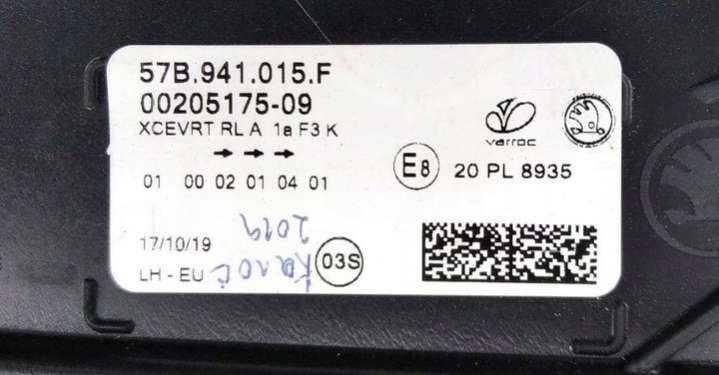 57B.941.015.F
00205175-09
XCEVRT RL A 1a F3 K
→ → →
01 00 02 01 04 01
varroc
E8 20 PL 8935
17/10/19
LH - EU
03S
Karoč
2019